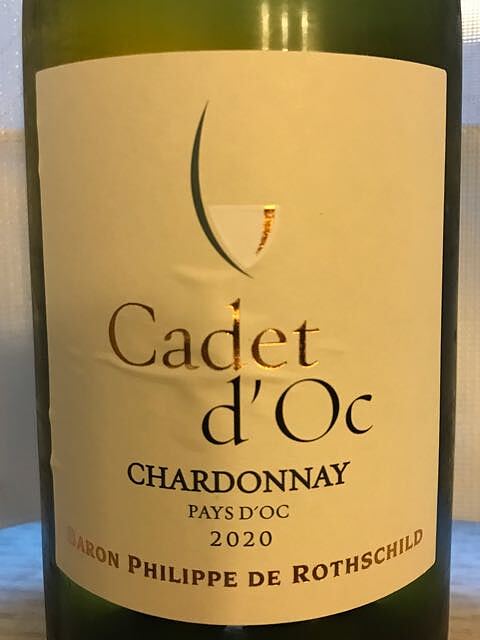 Cadet
d'Oc
CHARDONNAY
PAYS D'OC
2020
BARON PHILIPPE DE ROTHSCHILD